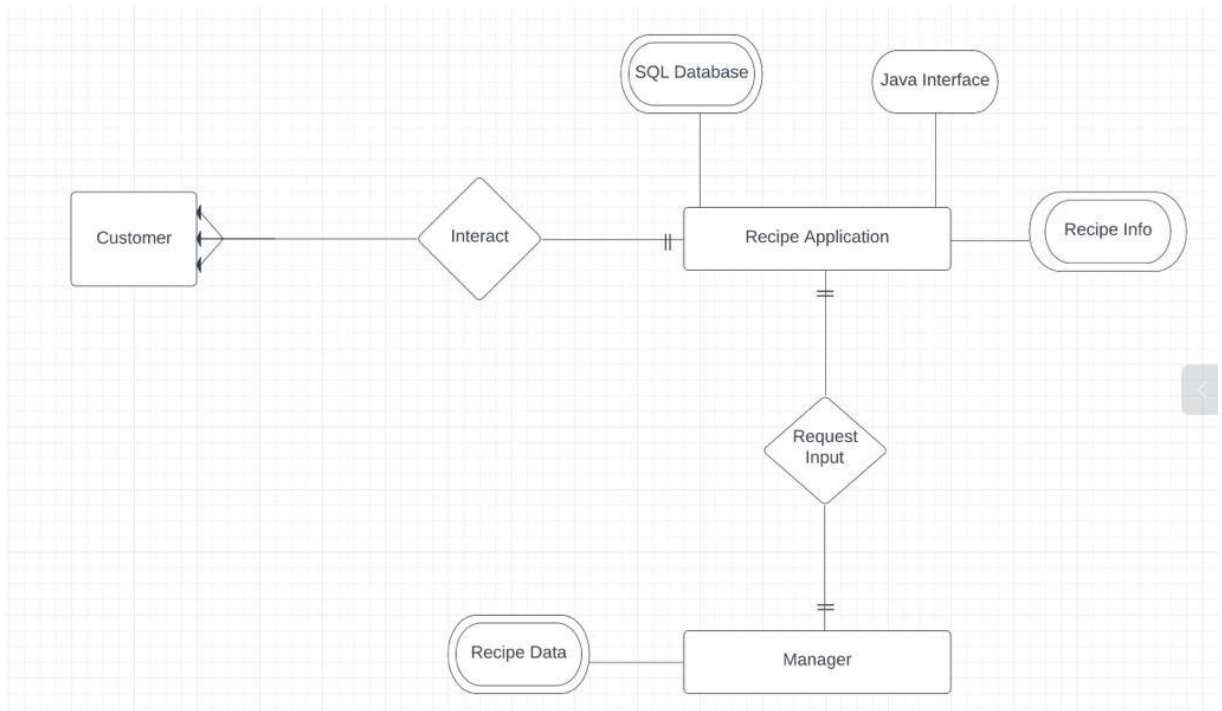 SQL Database
Java Interface
Customer
Interact
Recipe Application
Recipe Info
Request
Input
Recipe Data
Manager